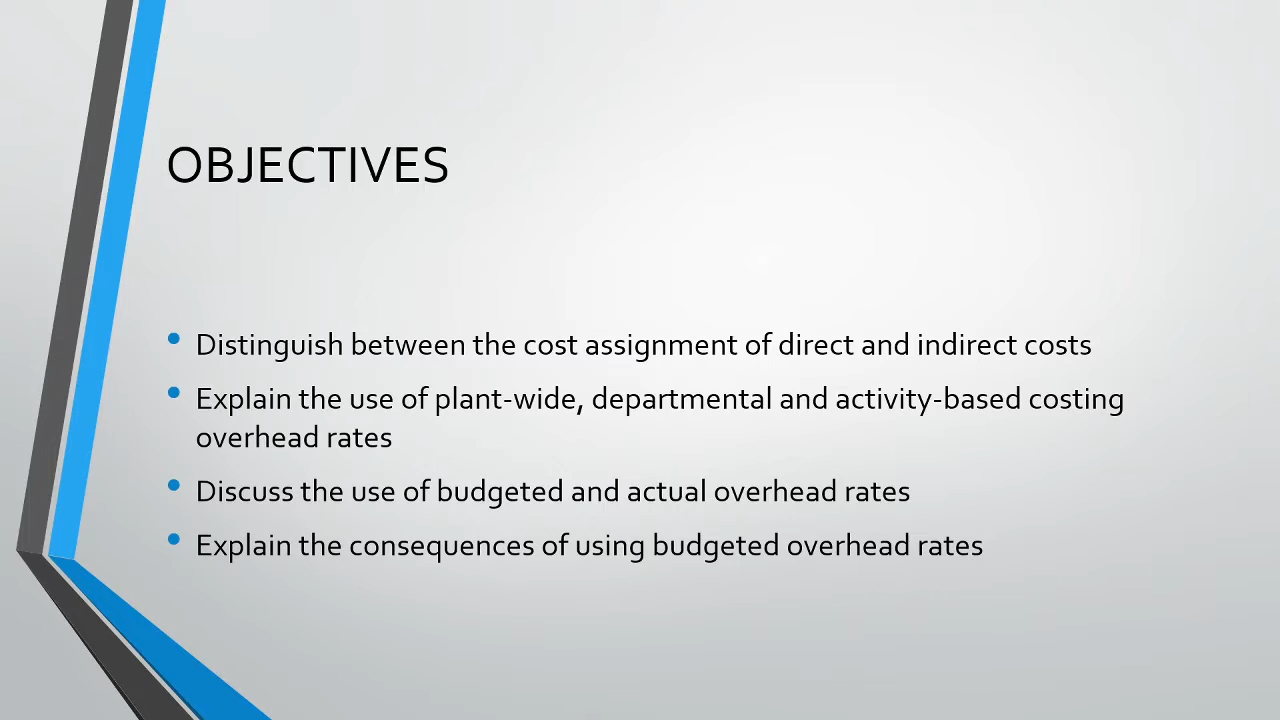 OBJECTIVES
• Distinguish between the cost assignment of direct and indirect costs
• Explain the use of plant-wide, departmental and activity-based costing
overhead rates
• Discuss the use of budgeted and actual overhead rates
• Explain the consequences of using budgeted overhead rates